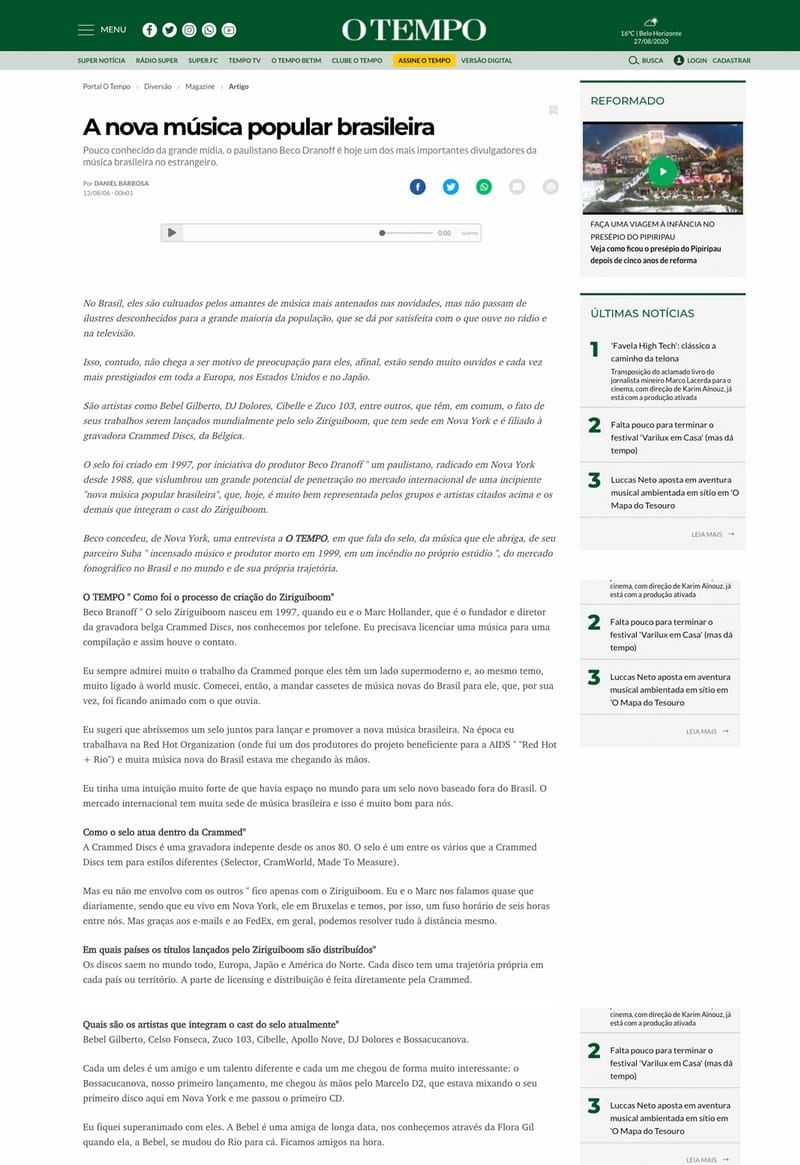 MENU
O TEMPO
16ºC | Belo Horizonte
27/08/2020
SUPER NOTÍCIA RÁDIO SUPER SUPER.FC TEMPO TV O TEMPO BETIM CLUBE O TEMPO ASSINE O TEMPO VERSÃO DIGITAL BUSCA LOGIN CADASTRAR
Portal O Tempo › Diversão › Magazine › Artigo
A nova música popular brasileira
Pouco conhecido da grande mídia, o paulistano Beco Dranoff é hoje um dos mais importantes divulgadores da
música brasileira no estrangeiro.
Por DANIEL BARBOSA
13/08/06 - 00h01
0:00
No Brasil, eles são cultuados pelos amantes de música mais antenados nas novidades, mas não passam de
ilustres desconhecidos para a grande maioria da população, que se dá por satisfeita com o que ouve no rádio e
na televisão.
Isso, contudo, não chega a ser motivo de preocupação para eles, afinal, estão sendo muito ouvidos e cada vez
mais prestigiados em toda a Europa, nos Estados Unidos e no Japão.
São artistas como Bebel Gilberto, DJ Dolores, Cibelle e Zuco 103, entre outros, que têm, em comum, o fato de
seus trabalhos serem lançados mundialmente pelo selo Ziriguiboom, que tem sede em Nova York e é filiado à
gravadora Crammed Discs, da Bélgica.
O selo foi criado em 1997, por iniciativa do produtor Beco Dranoff " um paulistano, radicado em Nova York
desde 1988, que vislumbrou um grande potencial de penetração no mercado internacional de uma incipiente
"nova música popular brasileira", que, hoje, é muito bem representada pelos grupos e artistas citados acima e os
demais que integram o cast do Ziriguiboom.
Beco concedeu, de Nova York, uma entrevista a O TEMPO, em que fala do selo, da música que ele abriga, de seu
parceiro Suba " incensado músico e produtor morto em 1999, em um incêndio no próprio estúdio ", do mercado
fonográfico no Brasil e no mundo e de sua própria trajetória.
O TEMPO " Como foi o processo de criação do Ziriguiboom"
Beco Branoff " O selo Ziriguiboom nasceu em 1997, quando eu e o Marc Hollander, que é o fundador e diretor
da gravadora belga Crammed Discs, nos conhecemos por telefone. Eu precisava licenciar uma música para uma
compilação e assim houve o contato.
Eu sempre admirei muito o trabalho da Crammed porque eles têm um lado supermoderno e, ao mesmo temo,
muito ligado à world music. Comecei, então, a mandar cassetes de música novas do Brasil para ele, que, por sua
vez, foi ficando animado com o que ouvia.
Eu sugeri que abríssemos um selo juntos para lançar e promover a nova música brasileira. Na época eu
trabalhava na Red Hot Organization (onde fui um dos produtores do projeto beneficiente para a AIDS " "Red Hot
+ Rio") e muita música nova do Brasil estava me chegando às mãos.
Eu tinha uma intuição muito forte de que havia espaço no mundo para um selo novo baseado fora do Brasil. O
mercado internacional tem muita sede de música brasileira e isso é muito bom para nós.
Como o selo atua dentro da Crammed"
A Crammed Discs é uma gravadora indepente desde os anos 80. O selo é um entre os vários que a Crammed
Discs tem para estilos diferentes (Selector, CramWorld, Made To Measure).
Mas eu não me envolvo com os outros " fico apenas com o Ziriguiboom. Eu e o Marc nos falamos quase que
diariamente, sendo que eu vivo em Nova York, ele em Bruxelas e temos, por isso, um fuso horário de seis horas
entre nós. Mas graças aos e-mails e ao FedEx, em geral, podemos resolver tudo à distância mesmo.
Em quais países os títulos lançados pelo Ziriguiboom são distribuídos"
Os discos saem no mundo todo, Europa, Japão e América do Norte. Cada disco tem uma trajetória própria em
cada país ou território. A parte de licensing e distribuição é feita diretamente pela Crammed.
Quais são os artistas que integram o cast do selo atualmente"
Bebel Gilberto, Celso Fonseca, Zuco 103, Cibelle, Apollo Nove, DJ Dolores e Bossacucanova.
Cada um deles é um amigo e um talento diferente e cada um me chegou de forma muito interessante: o
Bossacucanova, nosso primeiro lançamento, me chegou às mãos pelo Marcelo D2, que estava mixando o seu
primeiro disco aqui em Nova York e me passou o primeiro CD.
Eu fiquei superanimado com eles. A Bebel é uma amiga de longa data, nos conhecemos através da Flora Gil
quando ela, a Bebel, se mudou do Rio para cá. Ficamos amigos na hora.
REFORMADO
FAÇA UMA VIAGEM À INFÂNCIA NO
PRESÉPIO DO PIPIRIPAU
Veja como ficou o presépio do Pipiripau
depois de cinco anos de reforma
ÚLTIMAS NOTÍCIAS
1 'Favela High Tech': clássico a
caminho da telona
Transposição do aclamado livro do
jornalista mineiro Marco Lacerda para o
cinema, com direção de Karim Aïnouz, já
está com a produção ativada
2 Falta pouco para terminar o
festival 'Varilux em Casa' (mas dá
tempo)
3 Luccas Neto aposta em aventura
musical ambientada em sítio em 'O
Mapa do Tesouro
LEIA MAIS →
cinema, com direção de Karim Aïnouz, já
está com a produção ativada
2 Falta pouco para terminar o
festival 'Varilux em Casa' (mas dá
tempo)
3 Luccas Neto aposta em aventura
musical ambientada em sítio em
'O Mapa do Tesouro
LEIA MAIS →
cinema, com direção de Karim Aïnouz, já
está com a produção ativada
2 Falta pouco para terminar o
festival 'Varilux em Casa' (mas dá
tempo)
3 Luccas Neto aposta em aventura
musical ambientada em sítio em
'O Mapa do Tesouro
LEIA MAIS →